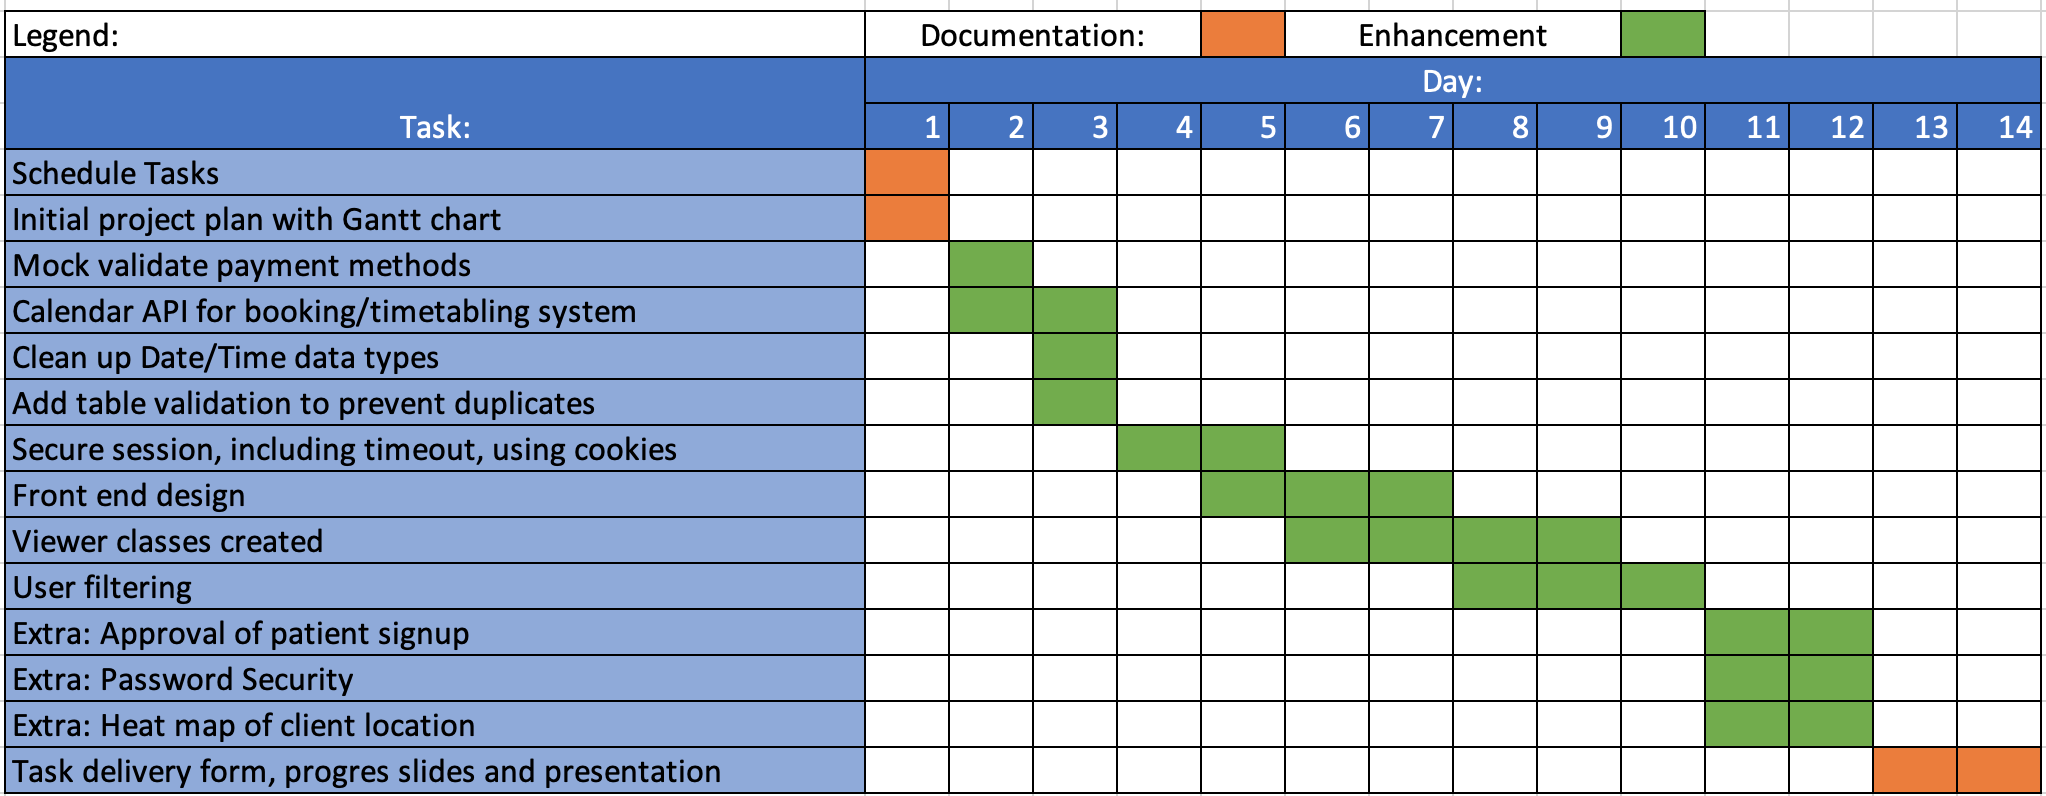 Legend: Documentation: Enhancement
Day:
Task: 1 2 3 4 5 6 7 8 9 10 11 12 13 14
Schedule Tasks
Initial project plan with Gantt chart
Mock validate payment methods
Calendar API for booking/timetabling system
Clean up Date/Time data types
Add table validation to prevent duplicates
Secure session, including timeout, using cookies
Front end design
Viewer classes created
User filtering
Extra: Approval of patient signup
Extra: Password Security
Extra: Heat map of client location
Task delivery form, progres slides and presentation